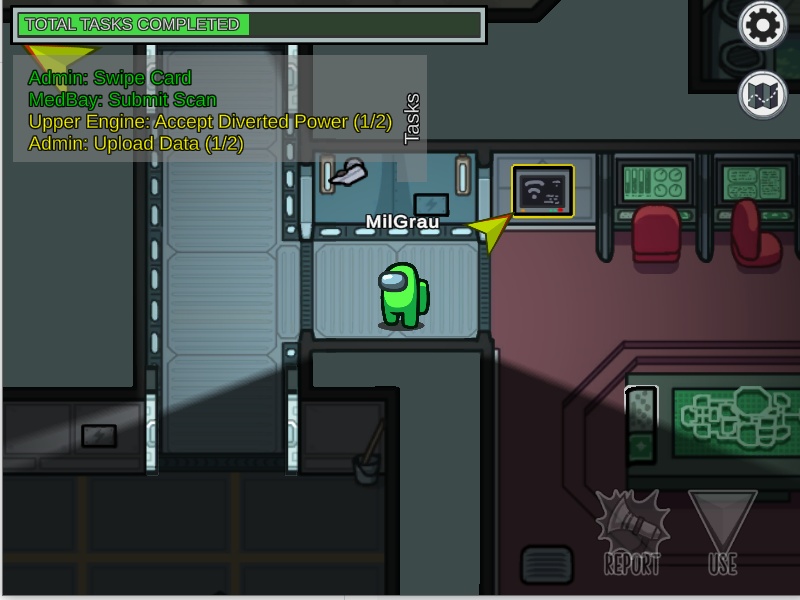 TOTAL TASKS COMPLETED
Admin: Swipe Card
MedBay: Submit Scan
Upper Engine: Accept Diverted Power (1/2)
Admin: Upload Data (1/2)
Tasks
MilGrau
REPORT
USE